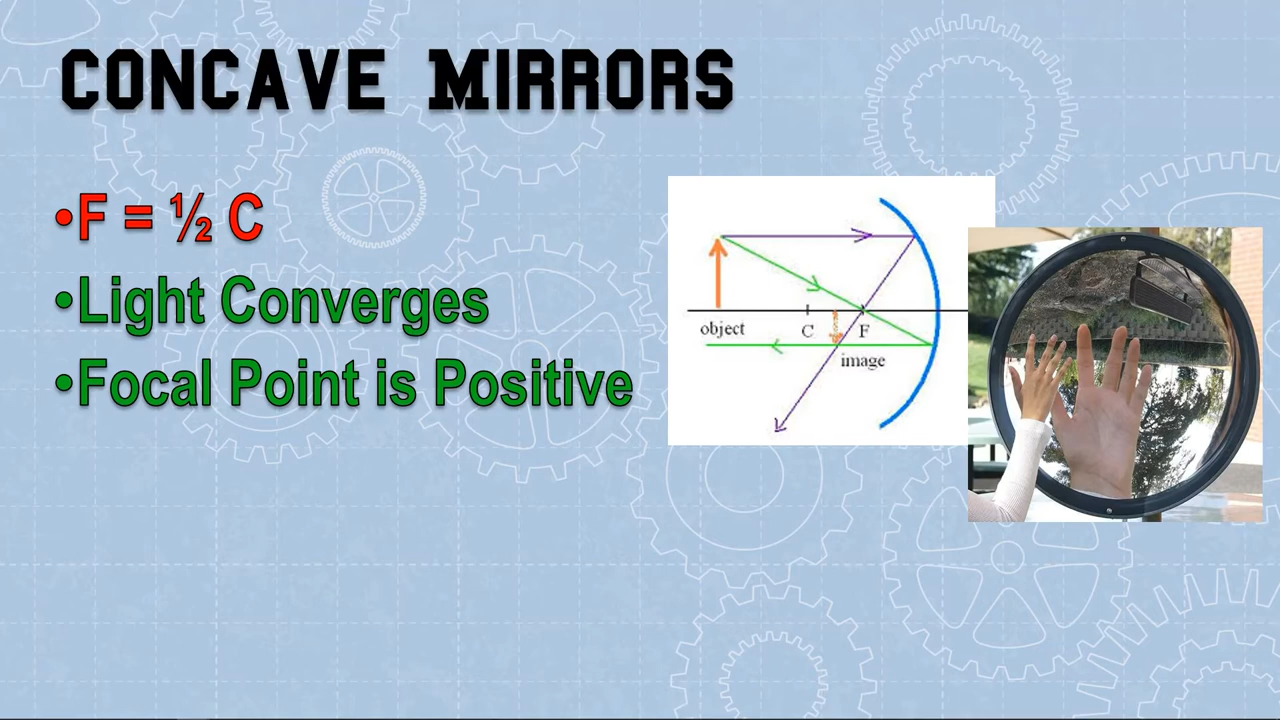 CONCAVE MIRRORS
•F = ½ C
•Light Converges
•Focal Point is Positive
object
C
F
image